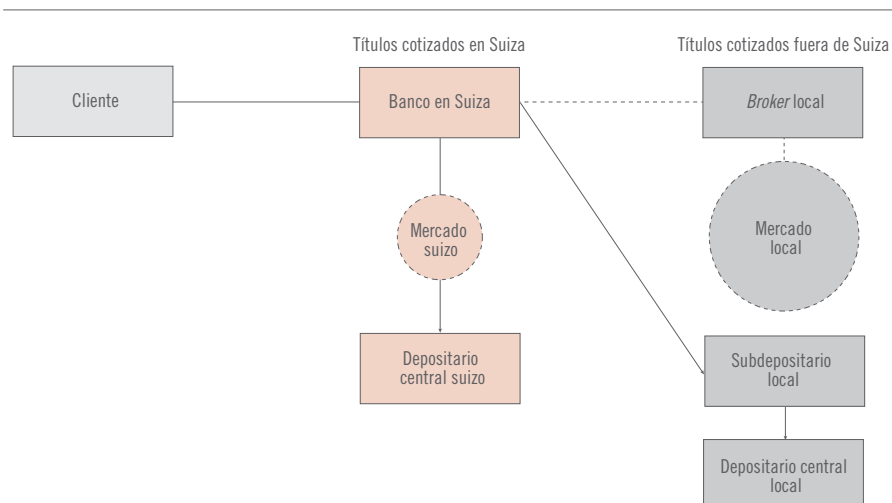 Títulos cotizados en Suiza
Títulos cotizados fuera de Suiza
Cliente
Banco en Suiza
Broker local
Mercado
suizo
Mercado
local
Depositario
central suizo
Subdepositario
local
Depositario central
local